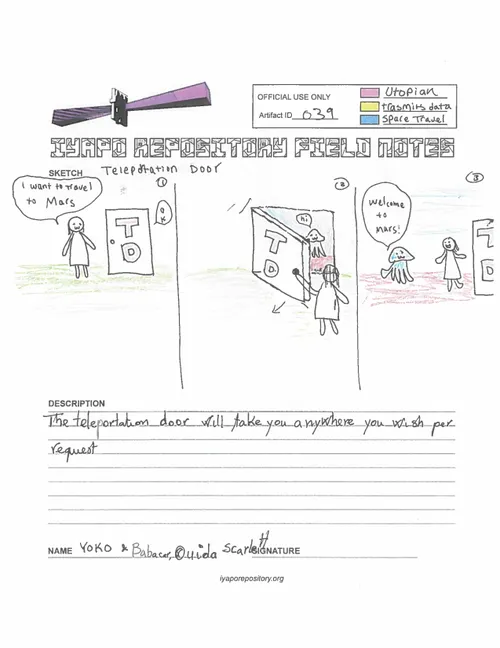 OFFICIAL USE ONLY
Artifact ID 039
Utopian
trasmits data
Space Travel
IYAPO REPOSITORY FIELD NOTES
SKETCH Teleportation Door
1
I want to travel
to Mars
T
D
OK
2
hi
T
D
3
Welcome
to
Mars!
T
D
DESCRIPTION
The teleportation door will take you anywhere you wish per
request
NAME YOKO & Babacar, Ouida Scarlett SIGNATURE
iyaporepository.org